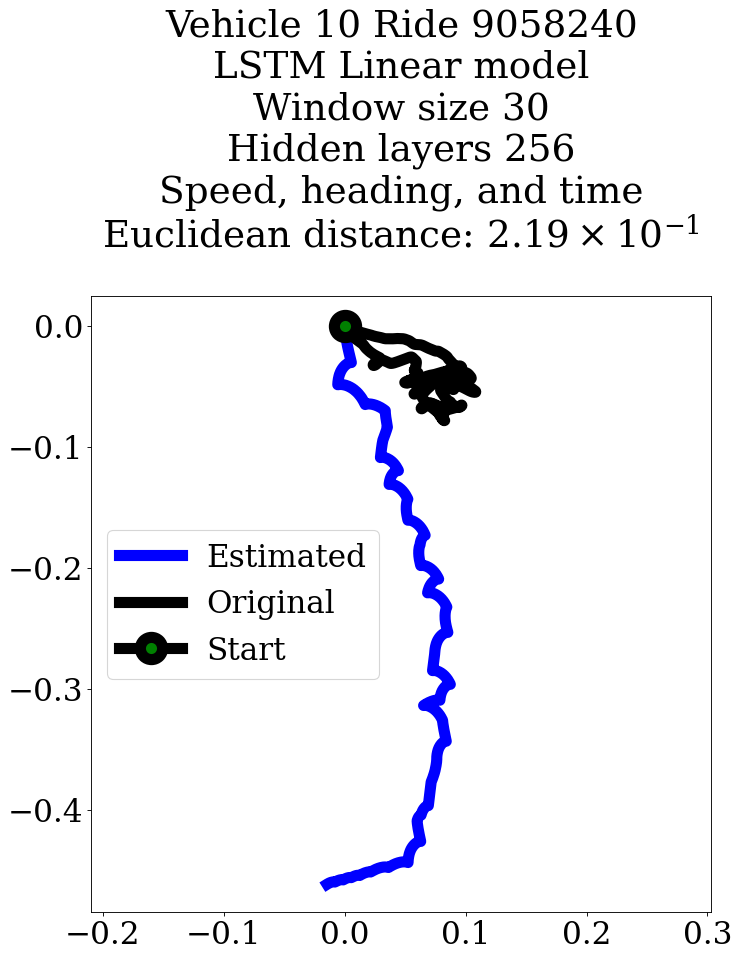 Vehicle 10 Ride 9058240
LSTM Linear model
Window size 30
Hidden layers 256
Speed, heading, and time
Euclidean distance: 2.19 × 10⁻¹
0.0
−0.1
−0.2
−0.3
−0.4
Estimated
Original
Start
−0.2 −0.1 0.0 0.1 0.2 0.3